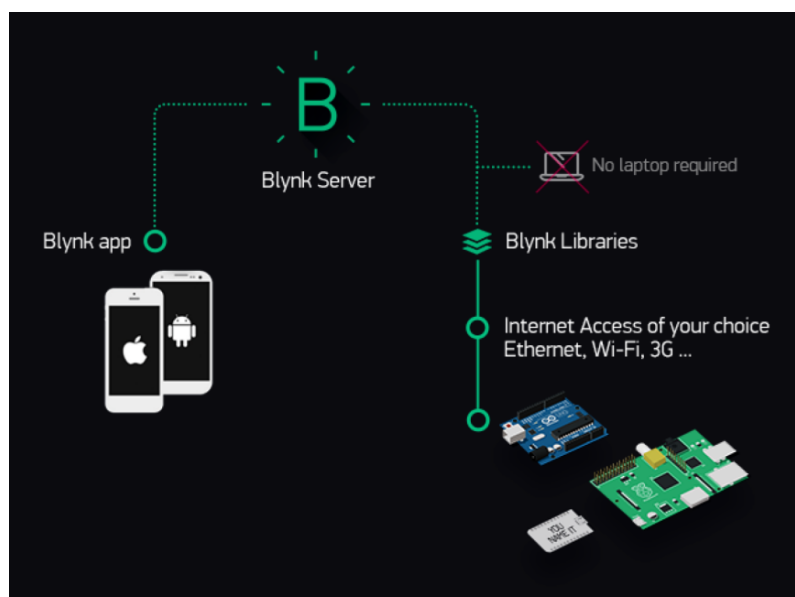 B
Blynk Server
No laptop required
Blynk app
Blynk Libraries
Internet Access of your choice
Ethernet, Wi-Fi, 3G ...
YOU
NAME IT